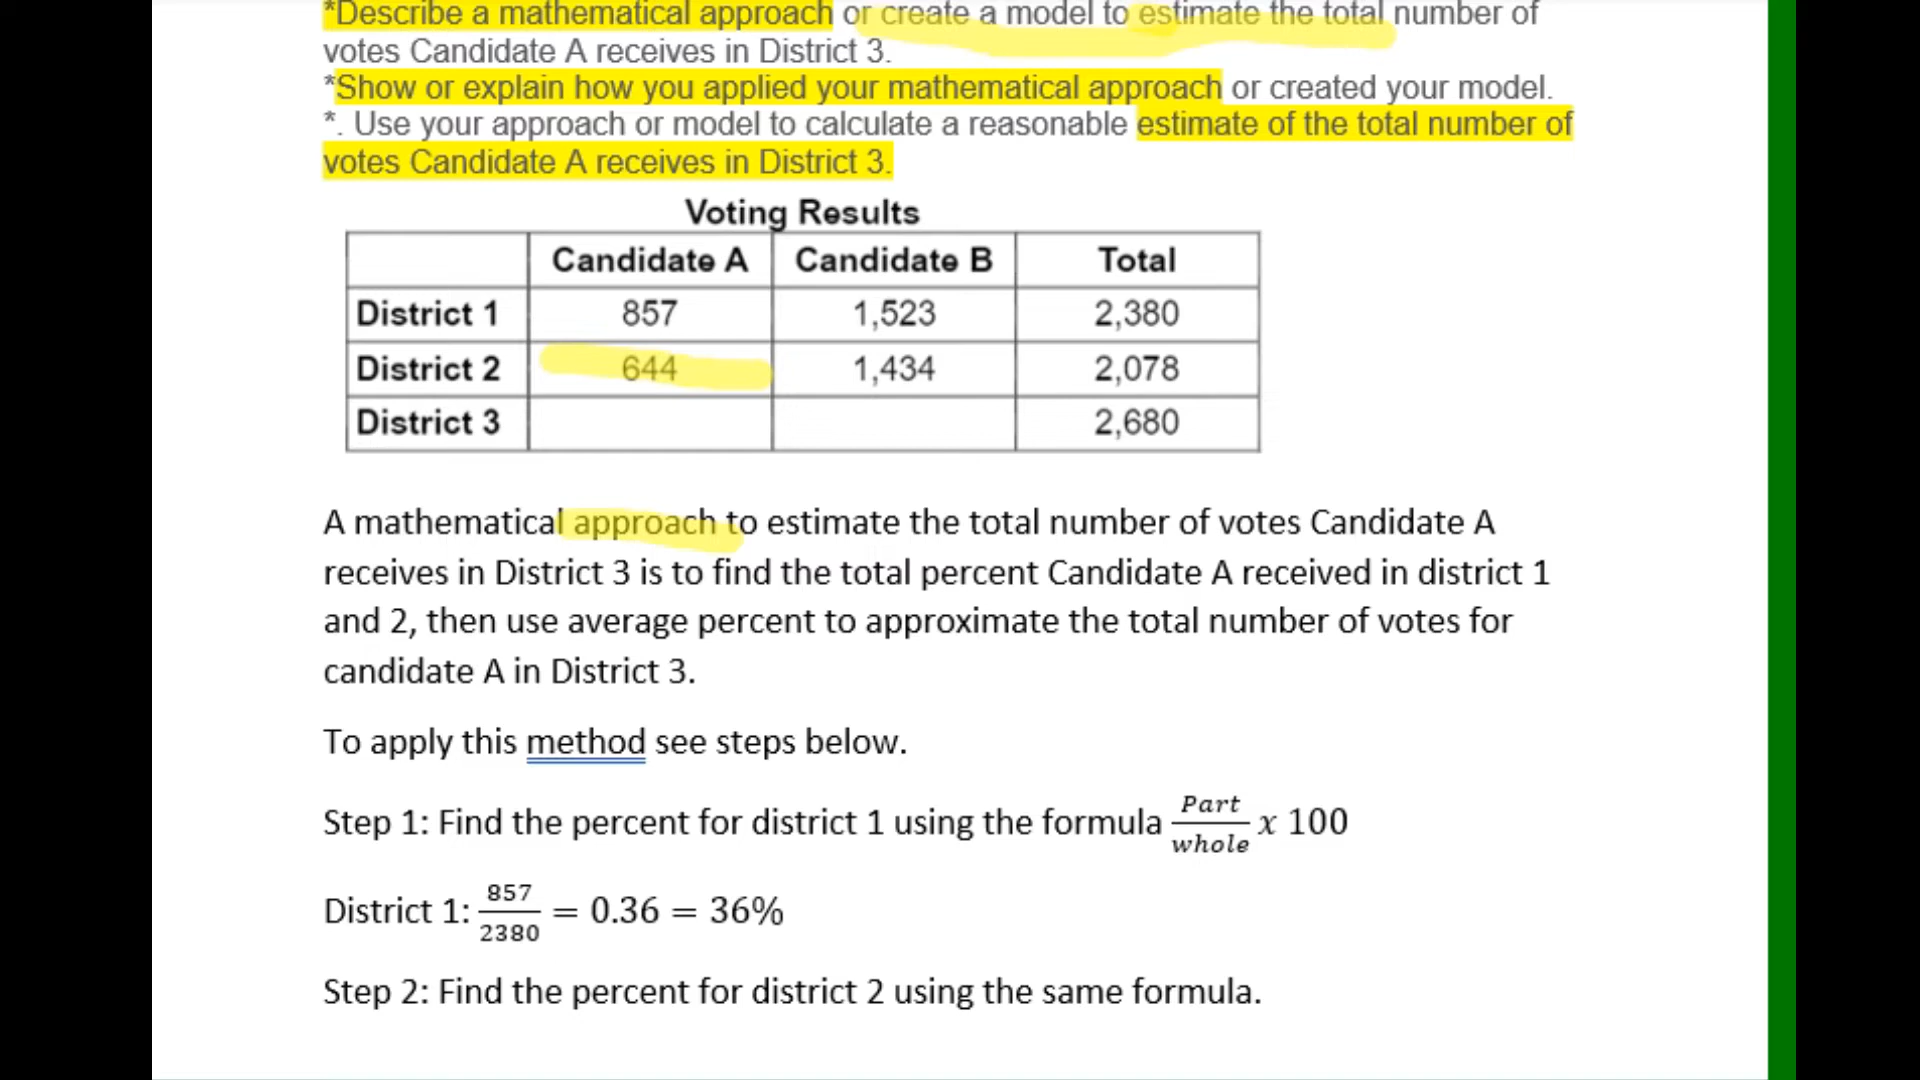 *Describe a mathematical approach or create a model to estimate the total number of
votes Candidate A receives in District 3.
*Show or explain how you applied your mathematical approach or created your model.
*. Use your approach or model to calculate a reasonable estimate of the total number of
votes Candidate A receives in District 3.
Voting Results
Candidate A Candidate B Total
District 1 857 1,523 2,380
District 2 644 1,434 2,078
District 3 2,680
A mathematical approach to estimate the total number of votes Candidate A
receives in District 3 is to find the total percent Candidate A received in district 1
and 2, then use average percent to approximate the total number of votes for
candidate A in District 3.
To apply this method see steps below.
Step 1: Find the percent for district 1 using the formula Part/whole x 100
District 1: 857/2380 = 0.36 = 36%
Step 2: Find the percent for district 2 using the same formula.